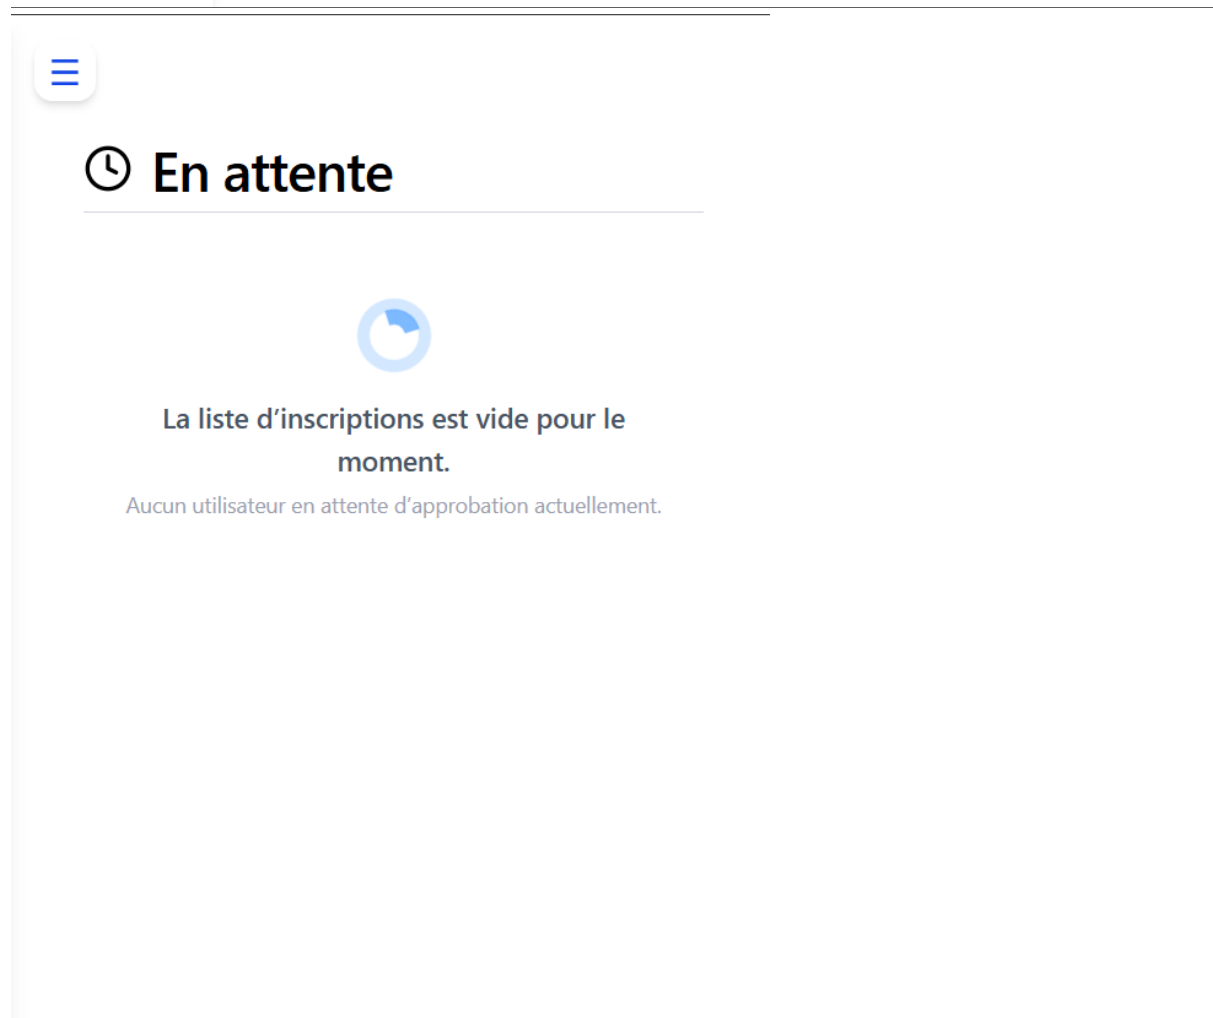 En attente
La liste d’inscriptions est vide pour le
moment.
Aucun utilisateur en attente d’approbation actuellement.